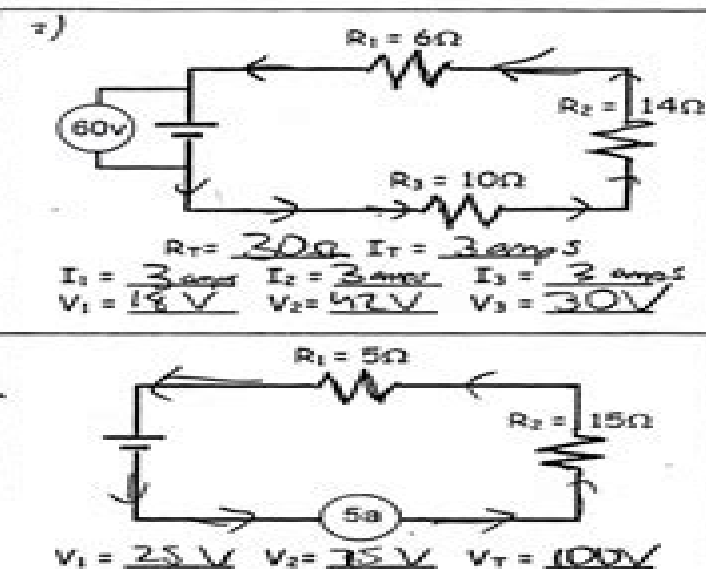 7)
R₁ = 6Ω
60v
R₂ = 14Ω
R₃ = 10Ω
R_T = 30Ω I_T = 3 amps
I₁ = 3 amps I₂ = 3 amps I₃ = 3 amps
V₁ = 18 V V₂ = 42 V V₃ = 30V
R₁ = 5Ω
R₂ = 15Ω
5a
V₁ = 25 V V₂ = 75 V V_T = 100V